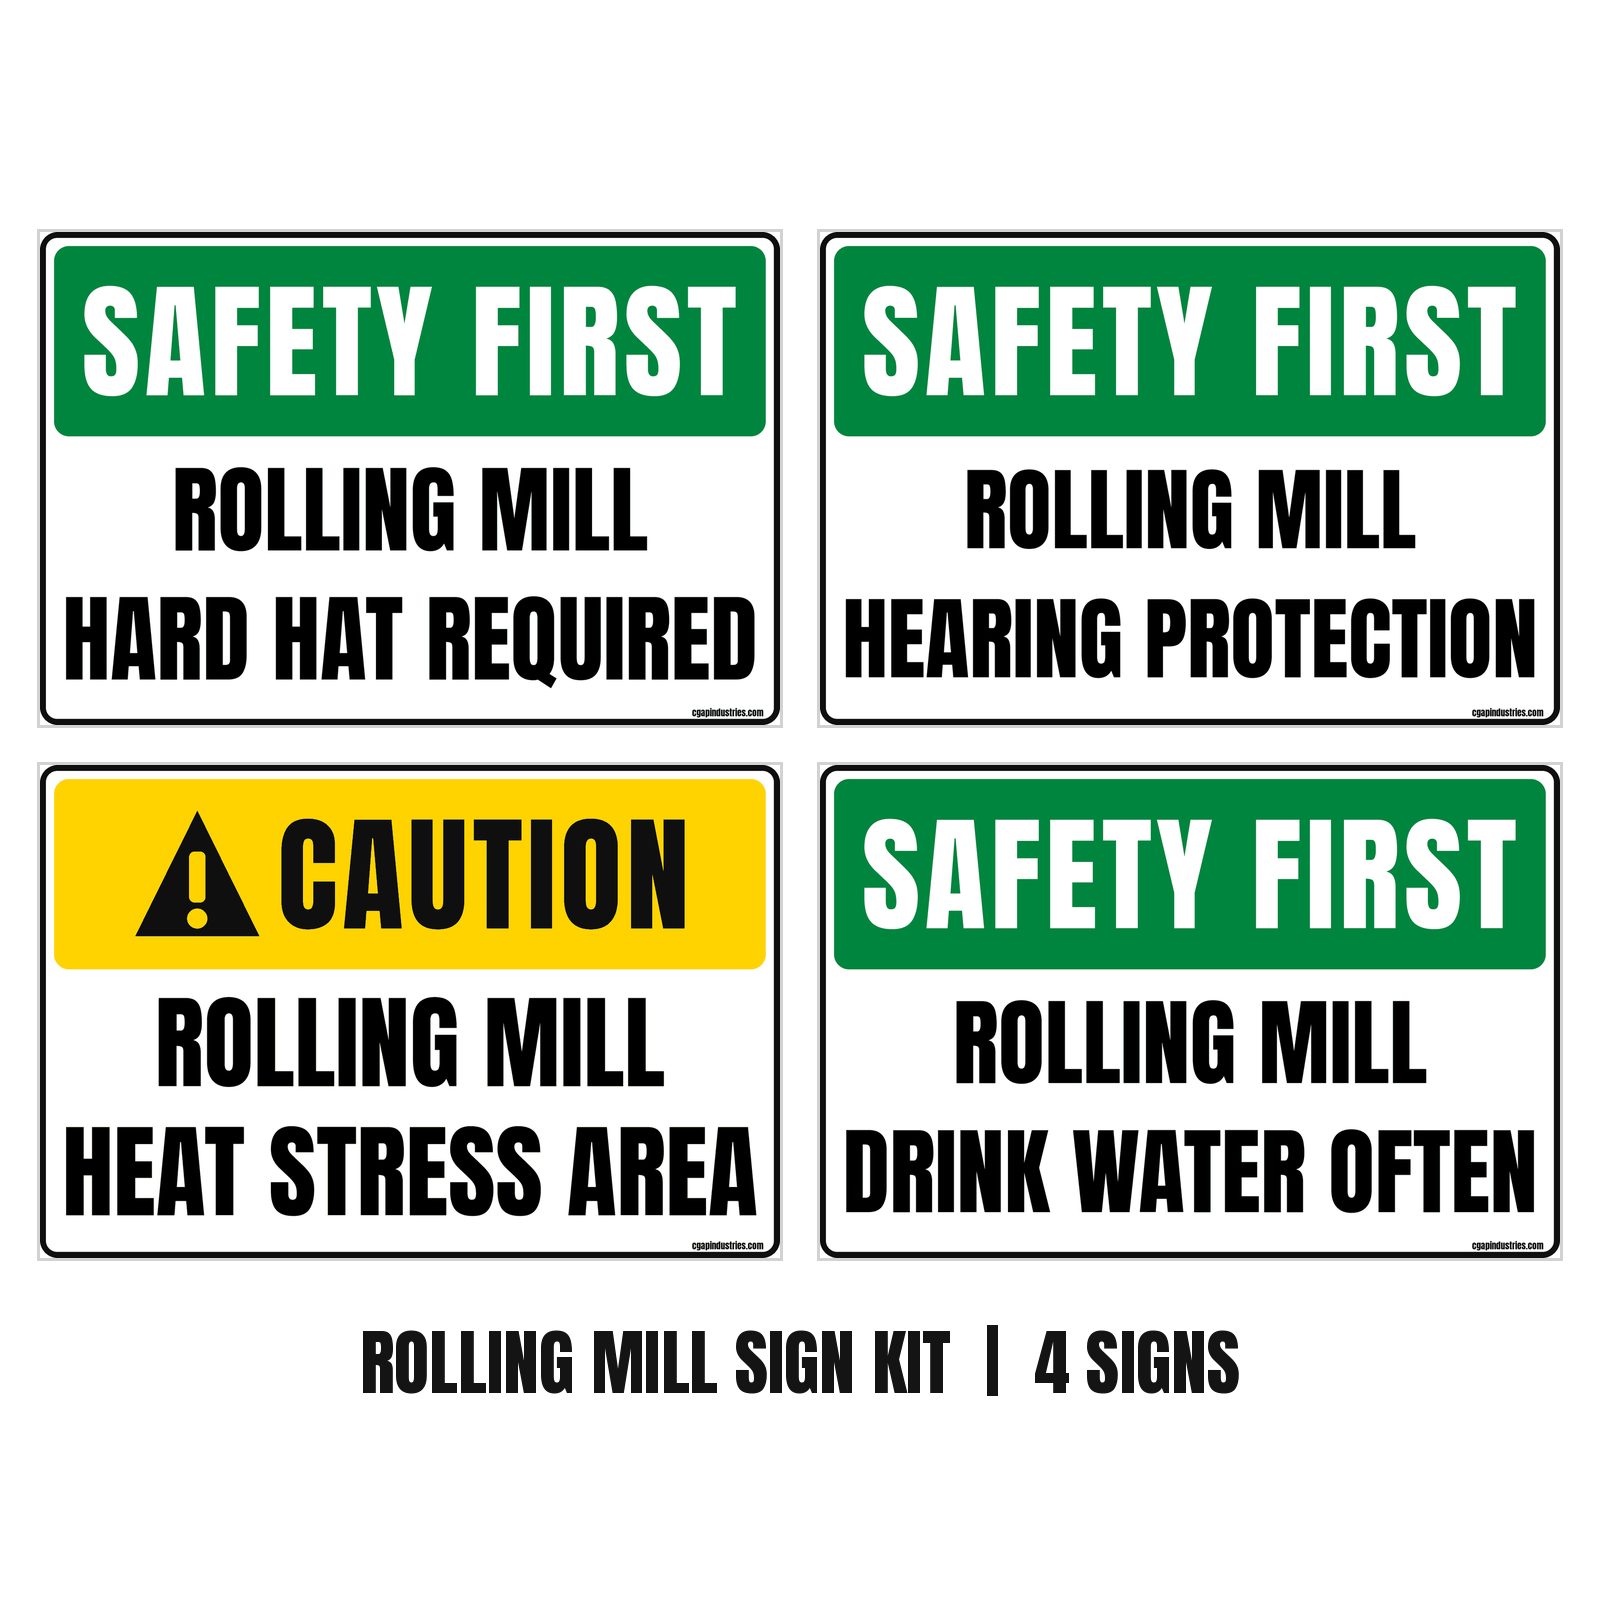 SAFETY FIRST
ROLLING MILL
HARD HAT REQUIRED
cgapindustries.com
SAFETY FIRST
ROLLING MILL
HEARING PROTECTION
cgapindustries.com
CAUTION
ROLLING MILL
HEAT STRESS AREA
cgapindustries.com
SAFETY FIRST
ROLLING MILL
DRINK WATER OFTEN
cgapindustries.com
ROLLING MILL SIGN KIT | 4 SIGNS